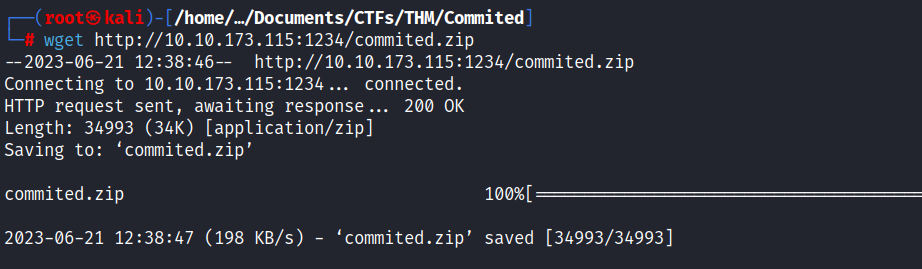 ┌──(root㉿kali)-[/home/…/Documents/CTFs/THM/Commited]
└─# wget http://10.10.173.115:1234/commited.zip
--2023-06-21 12:38:46--  http://10.10.173.115:1234/commited.zip
Connecting to 10.10.173.115:1234... connected.
HTTP request sent, awaiting response... 200 OK
Length: 34993 (34K) [application/zip]
Saving to: ‘commited.zip’
commited.zip 100%[=======================================
2023-06-21 12:38:47 (198 KB/s) - ‘commited.zip’ saved [34993/34993]